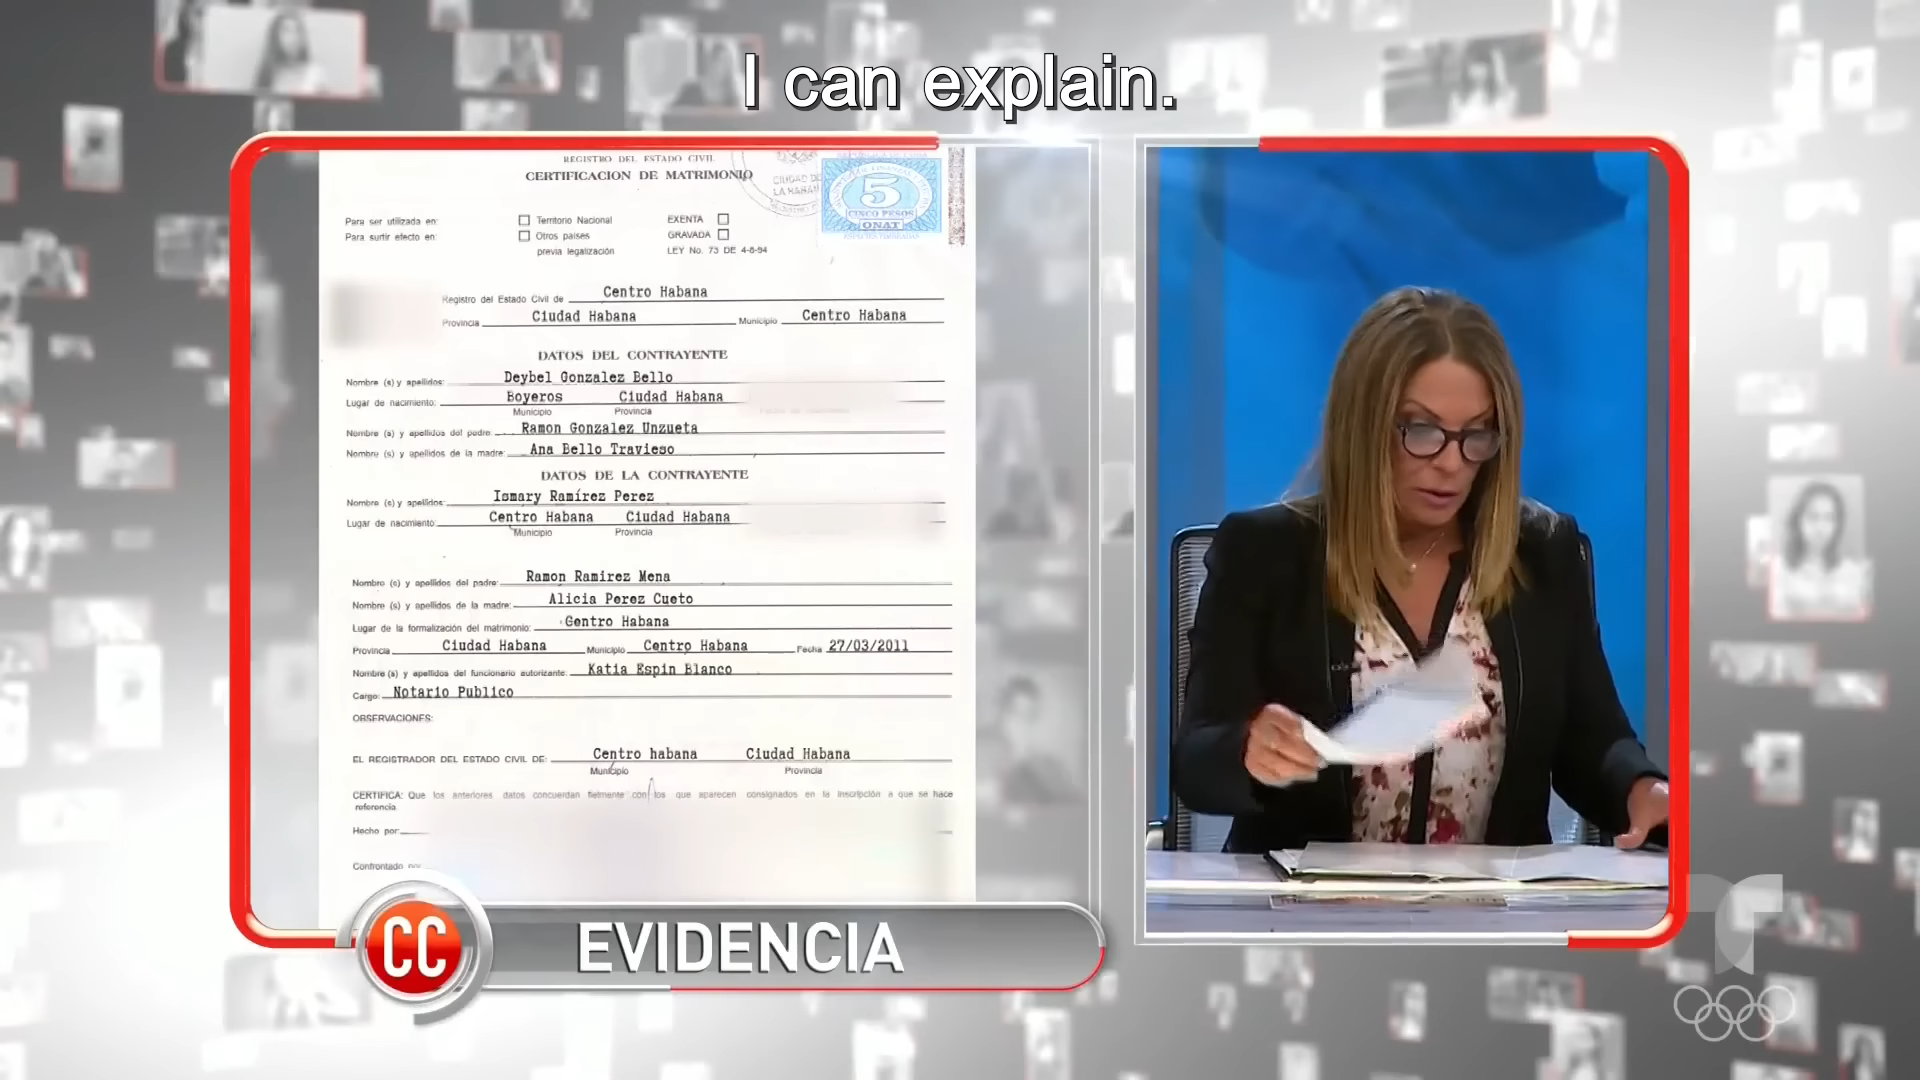 I can explain.
REGISTRO DEL ESTADO CIVIL
CERTIFICACION DE MATRIMONIO
CIUDAD DE
LA HABAN
5
CINCO PESOS
ONAT
Para ser utilizada en: Territorio Nacional EXENTA
Para surtir efecto en: Otros países GRAVADA
previa legalización LEY No. 73 DE 4-8-94
Registro del Estado Civil de Centro Habana
Provincia Ciudad Habana Municipio Centro Habana
DATOS DEL CONTRAYENTE
Nombre (s) y apellidos: Deybel Gonzalez Bello
Lugar de nacimiento: Boyeros Ciudad Habana
Municipio Provincia
Nombre (s) y apellidos del padre: Ramon Gonzalez Unzueta
Nombre (s) y apellidos de la madre: Ana Bello Travieso
DATOS DE LA CONTRAYENTE
Nombre (s) y apellidos: Ismary Ramírez Perez
Lugar de nacimiento: Centro Habana Ciudad Habana
Municipio Provincia
Nombre (s) y apellidos del padre: Ramon Ramirez Mena
Nombre (s) y apellidos de la madre: Alicia Perez Cueto
Lugar de la formalización del matrimonio: Centro Habana
Provincia Ciudad Habana Municipio Centro Habana Fecha 27/03/2011
Nombre (s) y apellidos del funcionario autorizante: Katia Espin Blanco
Cargo: Notario Publico
OBSERVACIONES:
EL REGISTRADOR DEL ESTADO CIVIL DE: Centro habana Ciudad Habana
Municipio Provincia
CERTIFICA: Que los anteriores datos concuerdan fielmente con los que aparecen consignados en la inscripción a que se hace
referencia.
Hecho por:
Confrontado por
CC EVIDENCIA